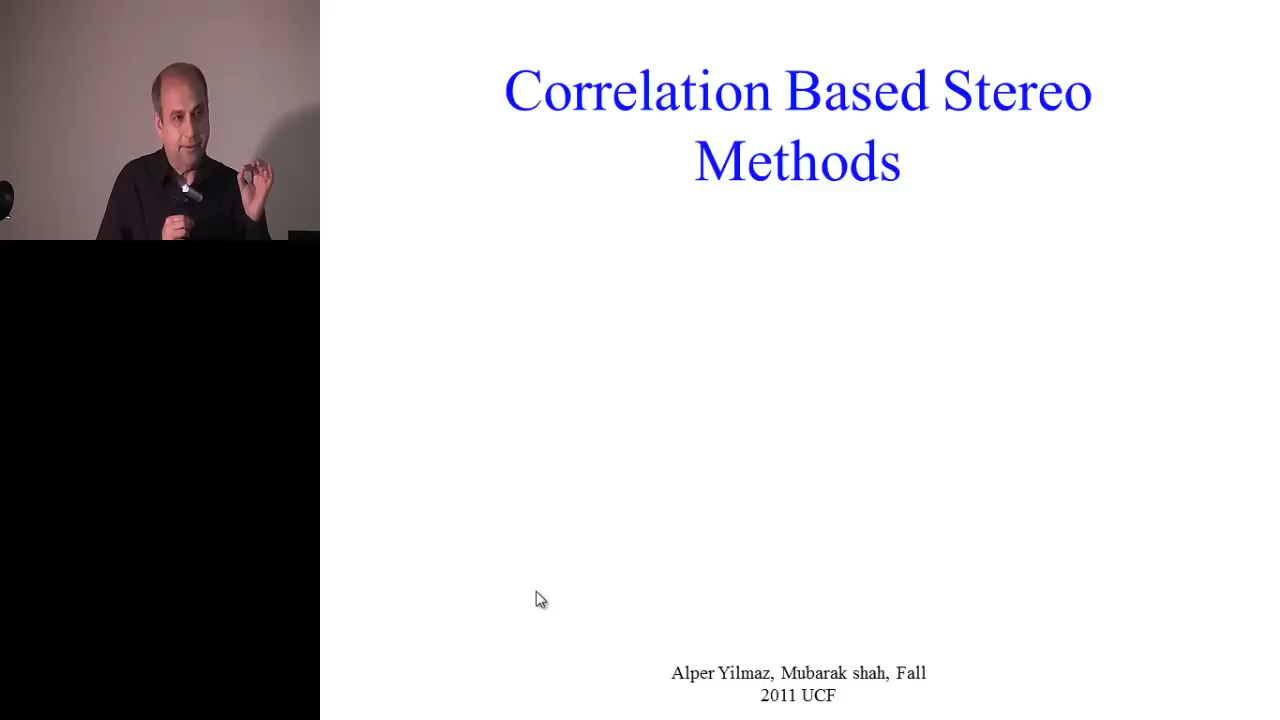 Correlation Based Stereo
Methods
Alper Yilmaz, Mubarak shah, Fall
2011 UCF